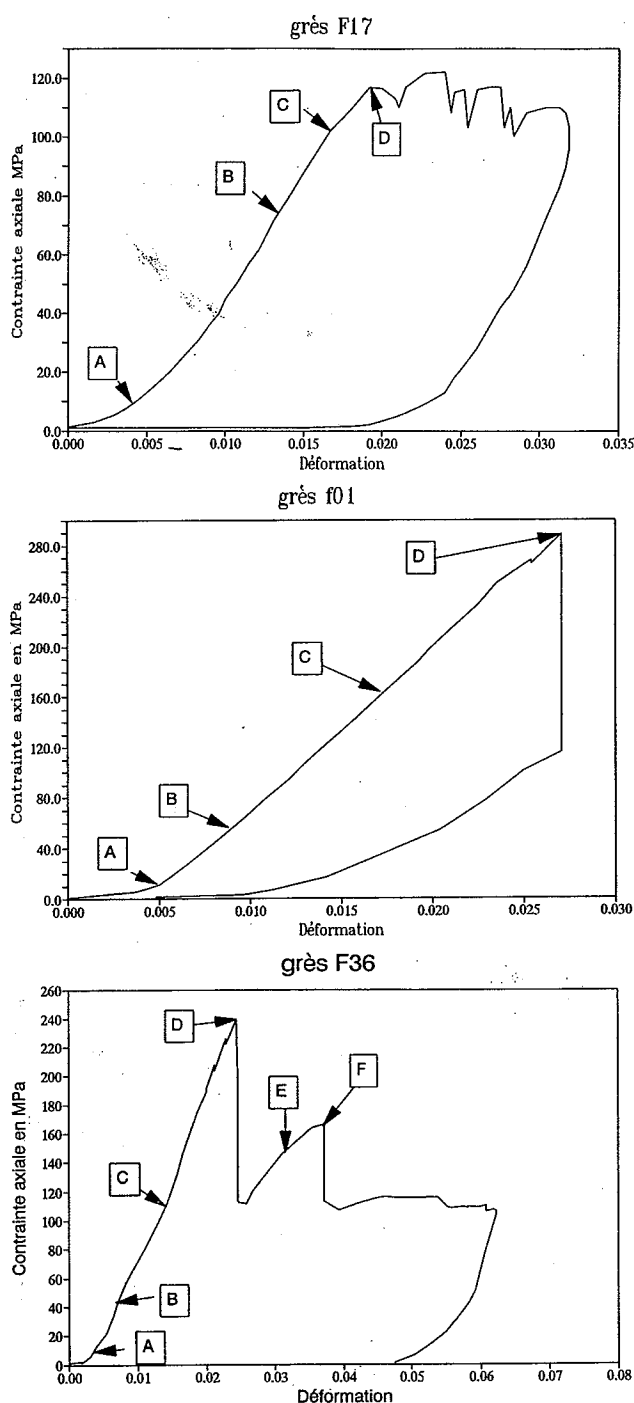 grès F17
Contrainte axiale MPa
120.0
100.0
80.0
60.0
40.0
20.0
0.0
A
B
C
D
0.000 0.005 0.010 0.015 0.020 0.025 0.030 0.035
Déformation
grès f01
Contrainte axiale en MPa
280.0
240.0
200.0
160.0
120.0
80.0
40.0
0.0
D
C
B
A
0.000 0.005 0.010 0.015 0.020 0.025 0.030
Déformation
grès F36
Contrainte axiale en MPa
260
240
220
200
180
160
140
120
100
80
60
40
20
0
D
F
E
C
B
A
0.00 0.01 0.02 0.03 0.04 0.05 0.06 0.07 0.08
Déformation